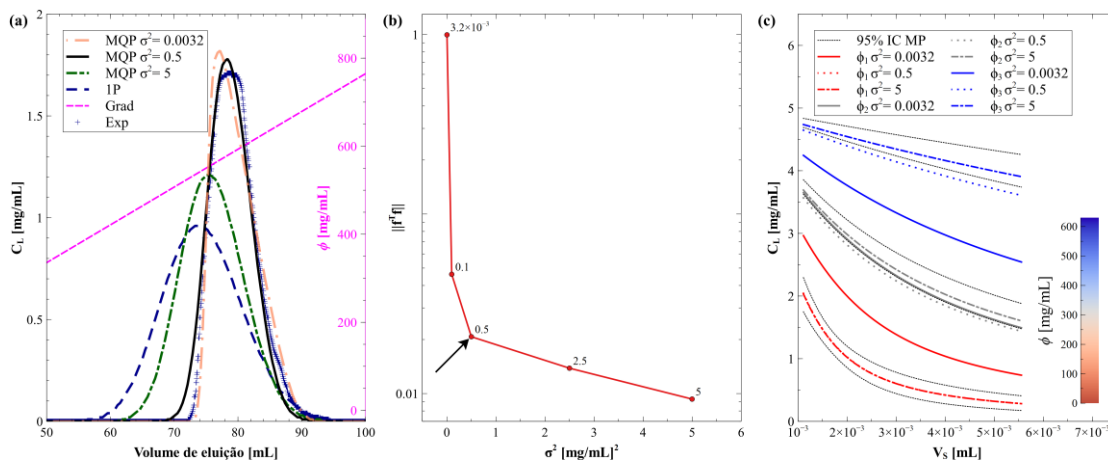 (a)
MQP σ²= 0.0032
MQP σ²= 0.5
MQP σ²= 5
1P
Grad
Exp
C_L [mg/mL]
2
1.5
1
0.5
0
50
60
70
80
90
100
Volume de eluição [mL]
800
600
400
200
0
ϕ [mg/mL]
(b)
3.2×10⁻³
0.1
0.5
2.5
5
||fᵀf||
1
0.1
0.01
0
1
2
3
4
5
6
σ² [mg/mL]²
(c)
95% IC MP
ϕ₁ σ²= 0.0032
ϕ₁ σ²= 0.5
ϕ₁ σ²= 5
ϕ₂ σ²= 0.0032
ϕ₂ σ²= 0.5
ϕ₂ σ²= 5
ϕ₃ σ²= 0.0032
ϕ₃ σ²= 0.5
ϕ₃ σ²= 5
C_L [mg/mL]
6
5
4
3
2
1
0
10⁻³
2×10⁻³
3×10⁻³
4×10⁻³
5×10⁻³
6×10⁻³
7×10⁻³
V_S [mL]
ϕ [mg/mL]
600
500
400
300
200
100
0